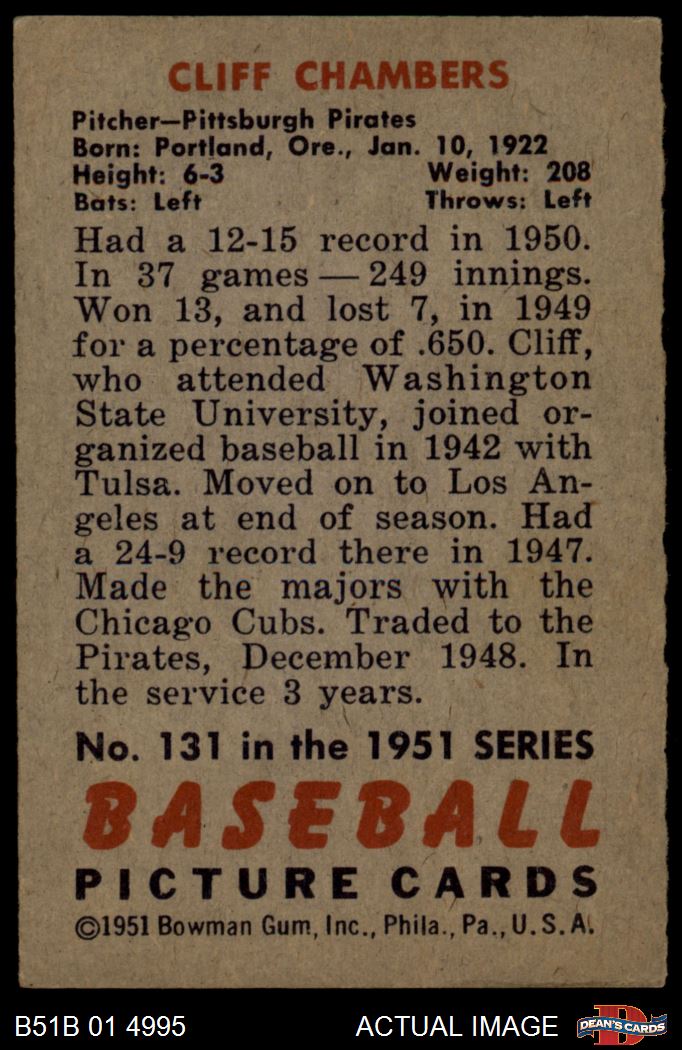 CLIFF CHAMBERS
Pitcher—Pittsburgh Pirates
Born: Portland, Ore., Jan. 10, 1922
Height: 6-3 Weight: 208
Bats: Left Throws: Left
Had a 12-15 record in 1950.
In 37 games — 249 innings.
Won 13, and lost 7, in 1949
for a percentage of .650. Cliff,
who attended Washington
State University, joined or-
ganized baseball in 1942 with
Tulsa. Moved on to Los An-
geles at end of season. Had
a 24-9 record there in 1947.
Made the majors with the
Chicago Cubs. Traded to the
Pirates, December 1948. In
the service 3 years.
No. 131 in the 1951 SERIES
BASEBALL
PICTURE CARDS
©1951 Bowman Gum, Inc., Phila., Pa., U.S.A.
B51B 01 4995 ACTUAL IMAGE D DEAN'S CARDS